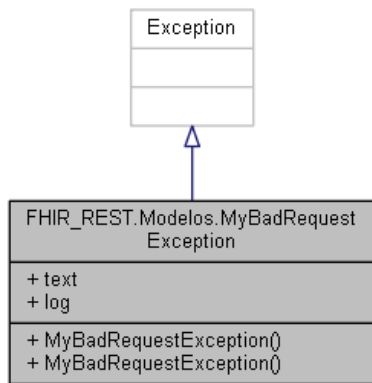 Exception
FHIR_REST.Modelos.MyBadRequest
Exception
+ text
+ log
+ MyBadRequestException()
+ MyBadRequestException()